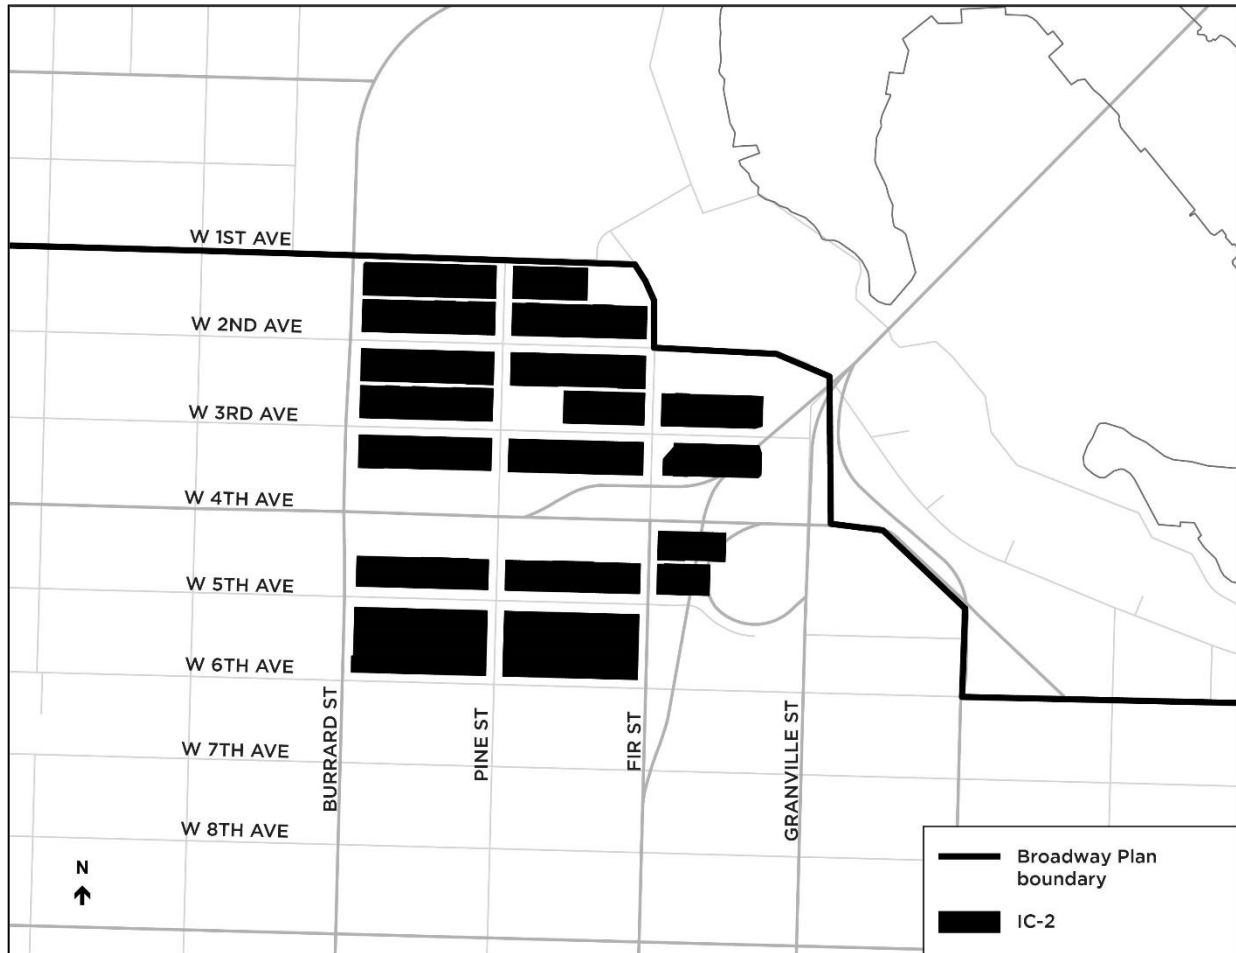 W 1ST AVE
W 2ND AVE
W 3RD AVE
W 4TH AVE
W 5TH AVE
W 6TH AVE
BURRARD ST
PINE ST
FIR ST
GRANVILLE ST
W 7TH AVE
W 8TH AVE
N
Broadway Plan
boundary
IC-2